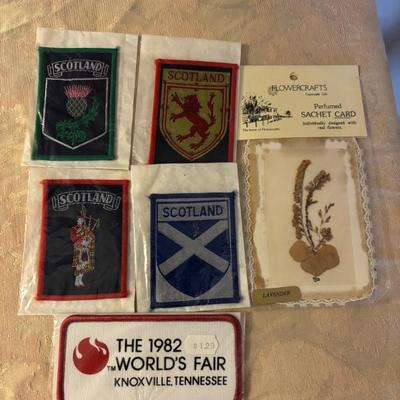 SCOTLAND
SCOTLAND
FLOWERCRAFTS
Perfumed
SACHET CARD
Individually designed with
real flowers.
SCOTLAND
SCOTLAND
LAVENDER
THE 1982
$1.29
TM WORLD'S FAIR
KNOXVILLE, TENNESSEE